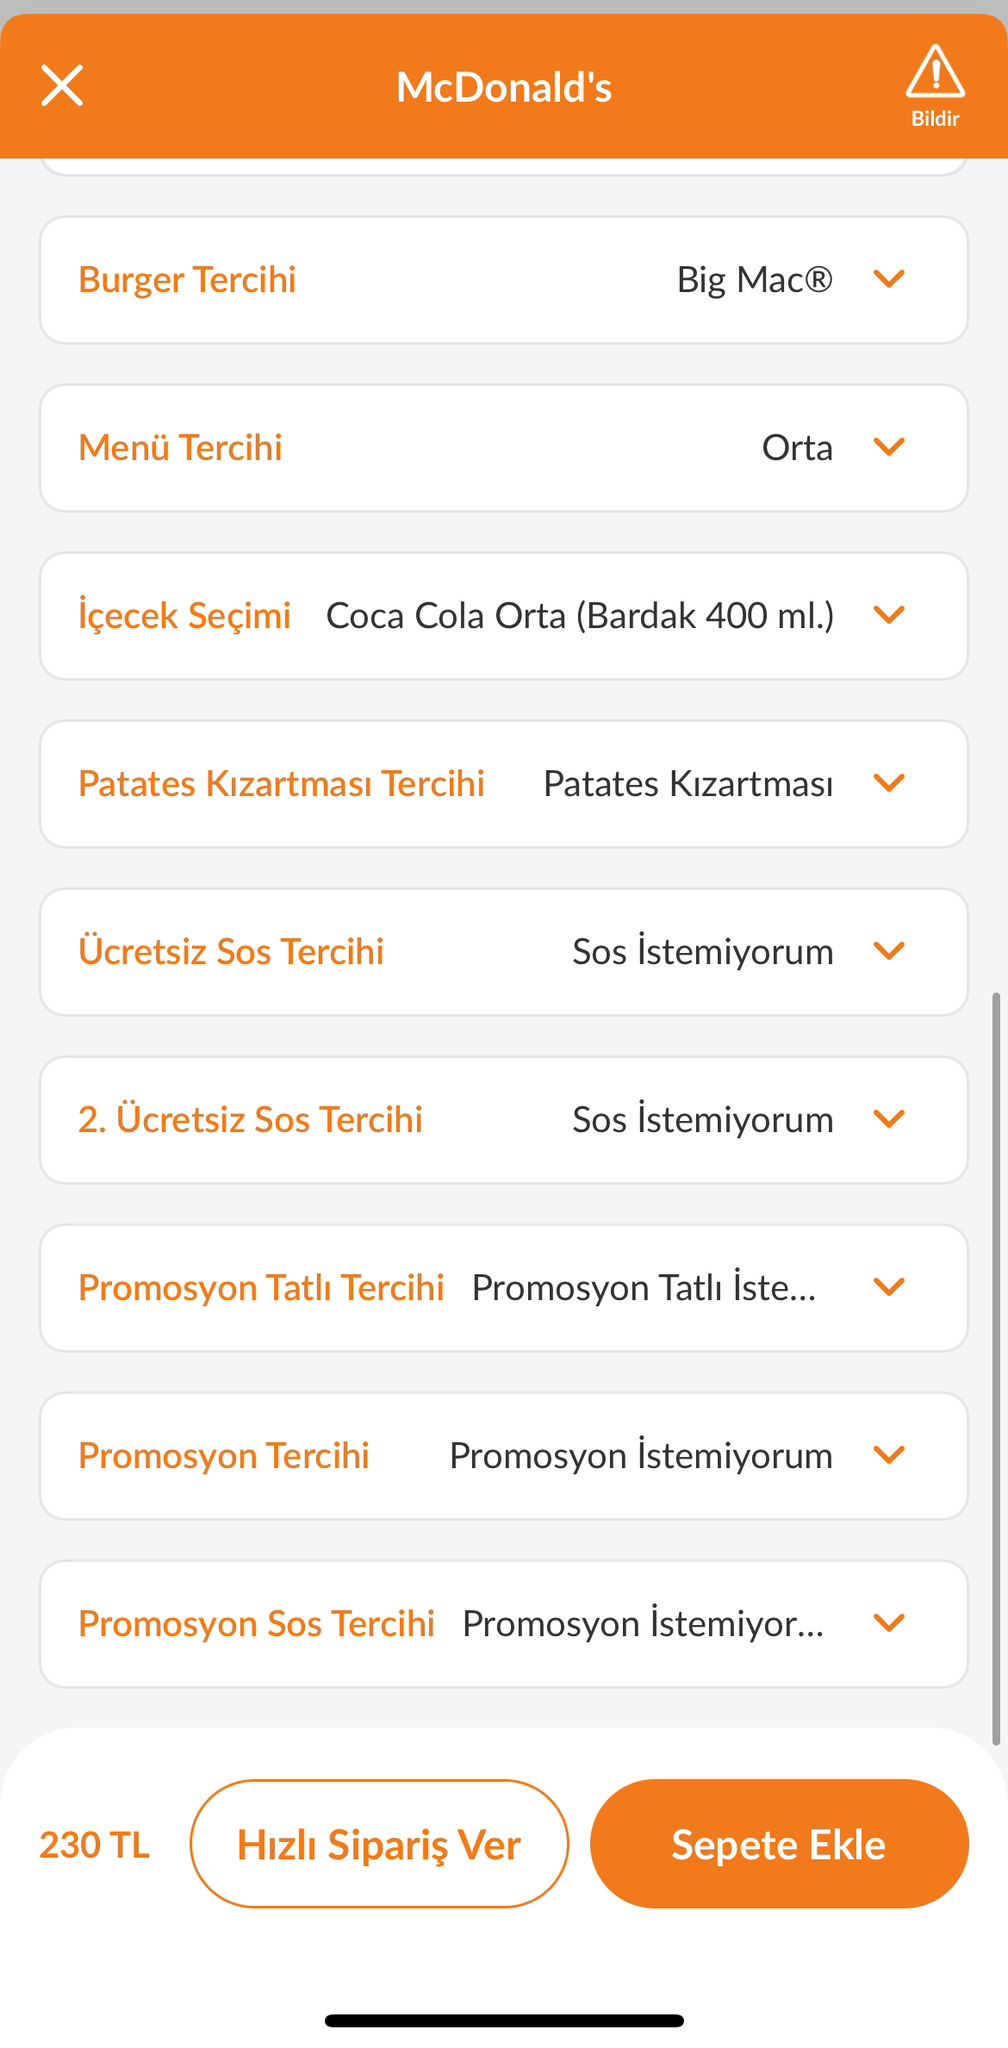 McDonald's
Bildir
Burger Tercihi Big Mac®
Menü Tercihi Orta
İçecek Seçimi Coca Cola Orta (Bardak 400 ml.)
Patates Kızartması Tercihi Patates Kızartması
Ücretsiz Sos Tercihi Sos İstemiyorum
2. Ücretsiz Sos Tercihi Sos İstemiyorum
Promosyon Tatlı Tercihi Promosyon Tatlı İste...
Promosyon Tercihi Promosyon İstemiyorum
Promosyon Sos Tercihi Promosyon İstemiyor...
230 TL Hızlı Sipariş Ver Sepete Ekle